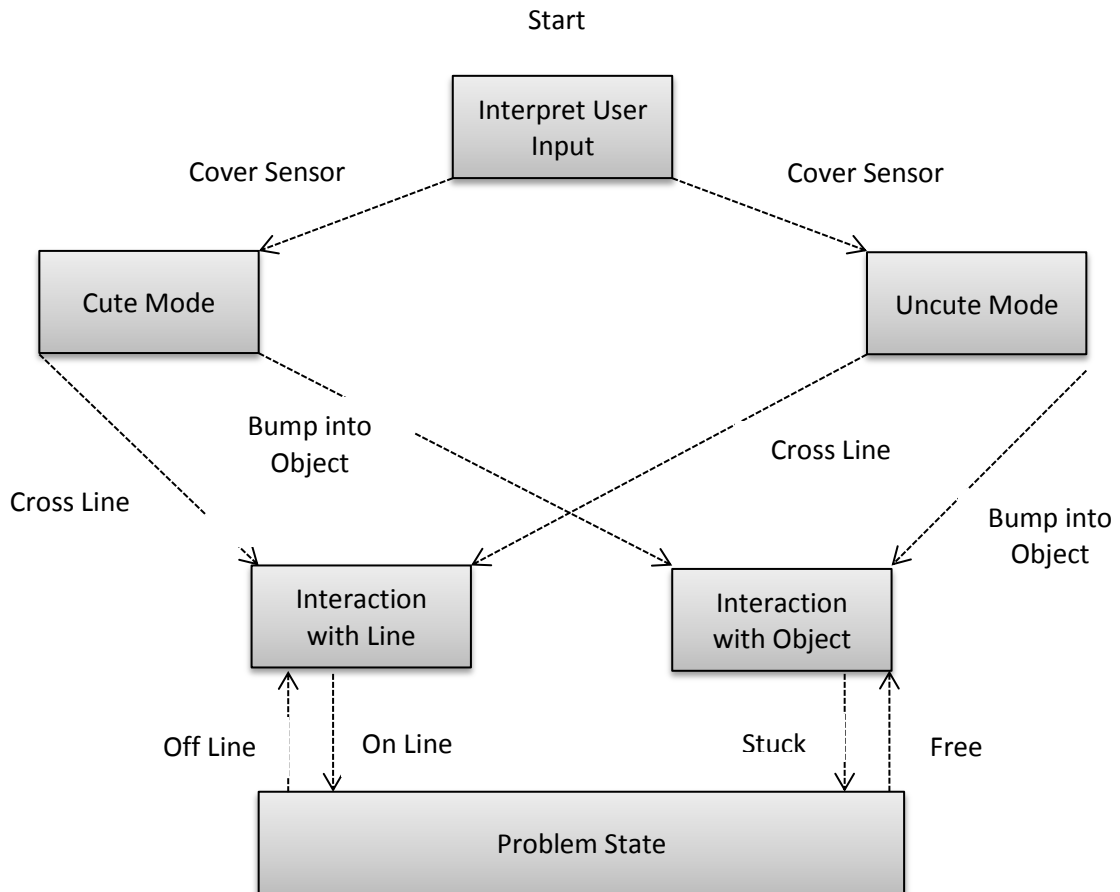 Start
Interpret User
Input
Cover Sensor
Cover Sensor
Cute Mode
Uncute Mode
Bump into
Object
Cross Line
Cross Line
Bump into
Object
Interaction
with Line
Interaction
with Object
Off Line
On Line
Stuck
Free
Problem State